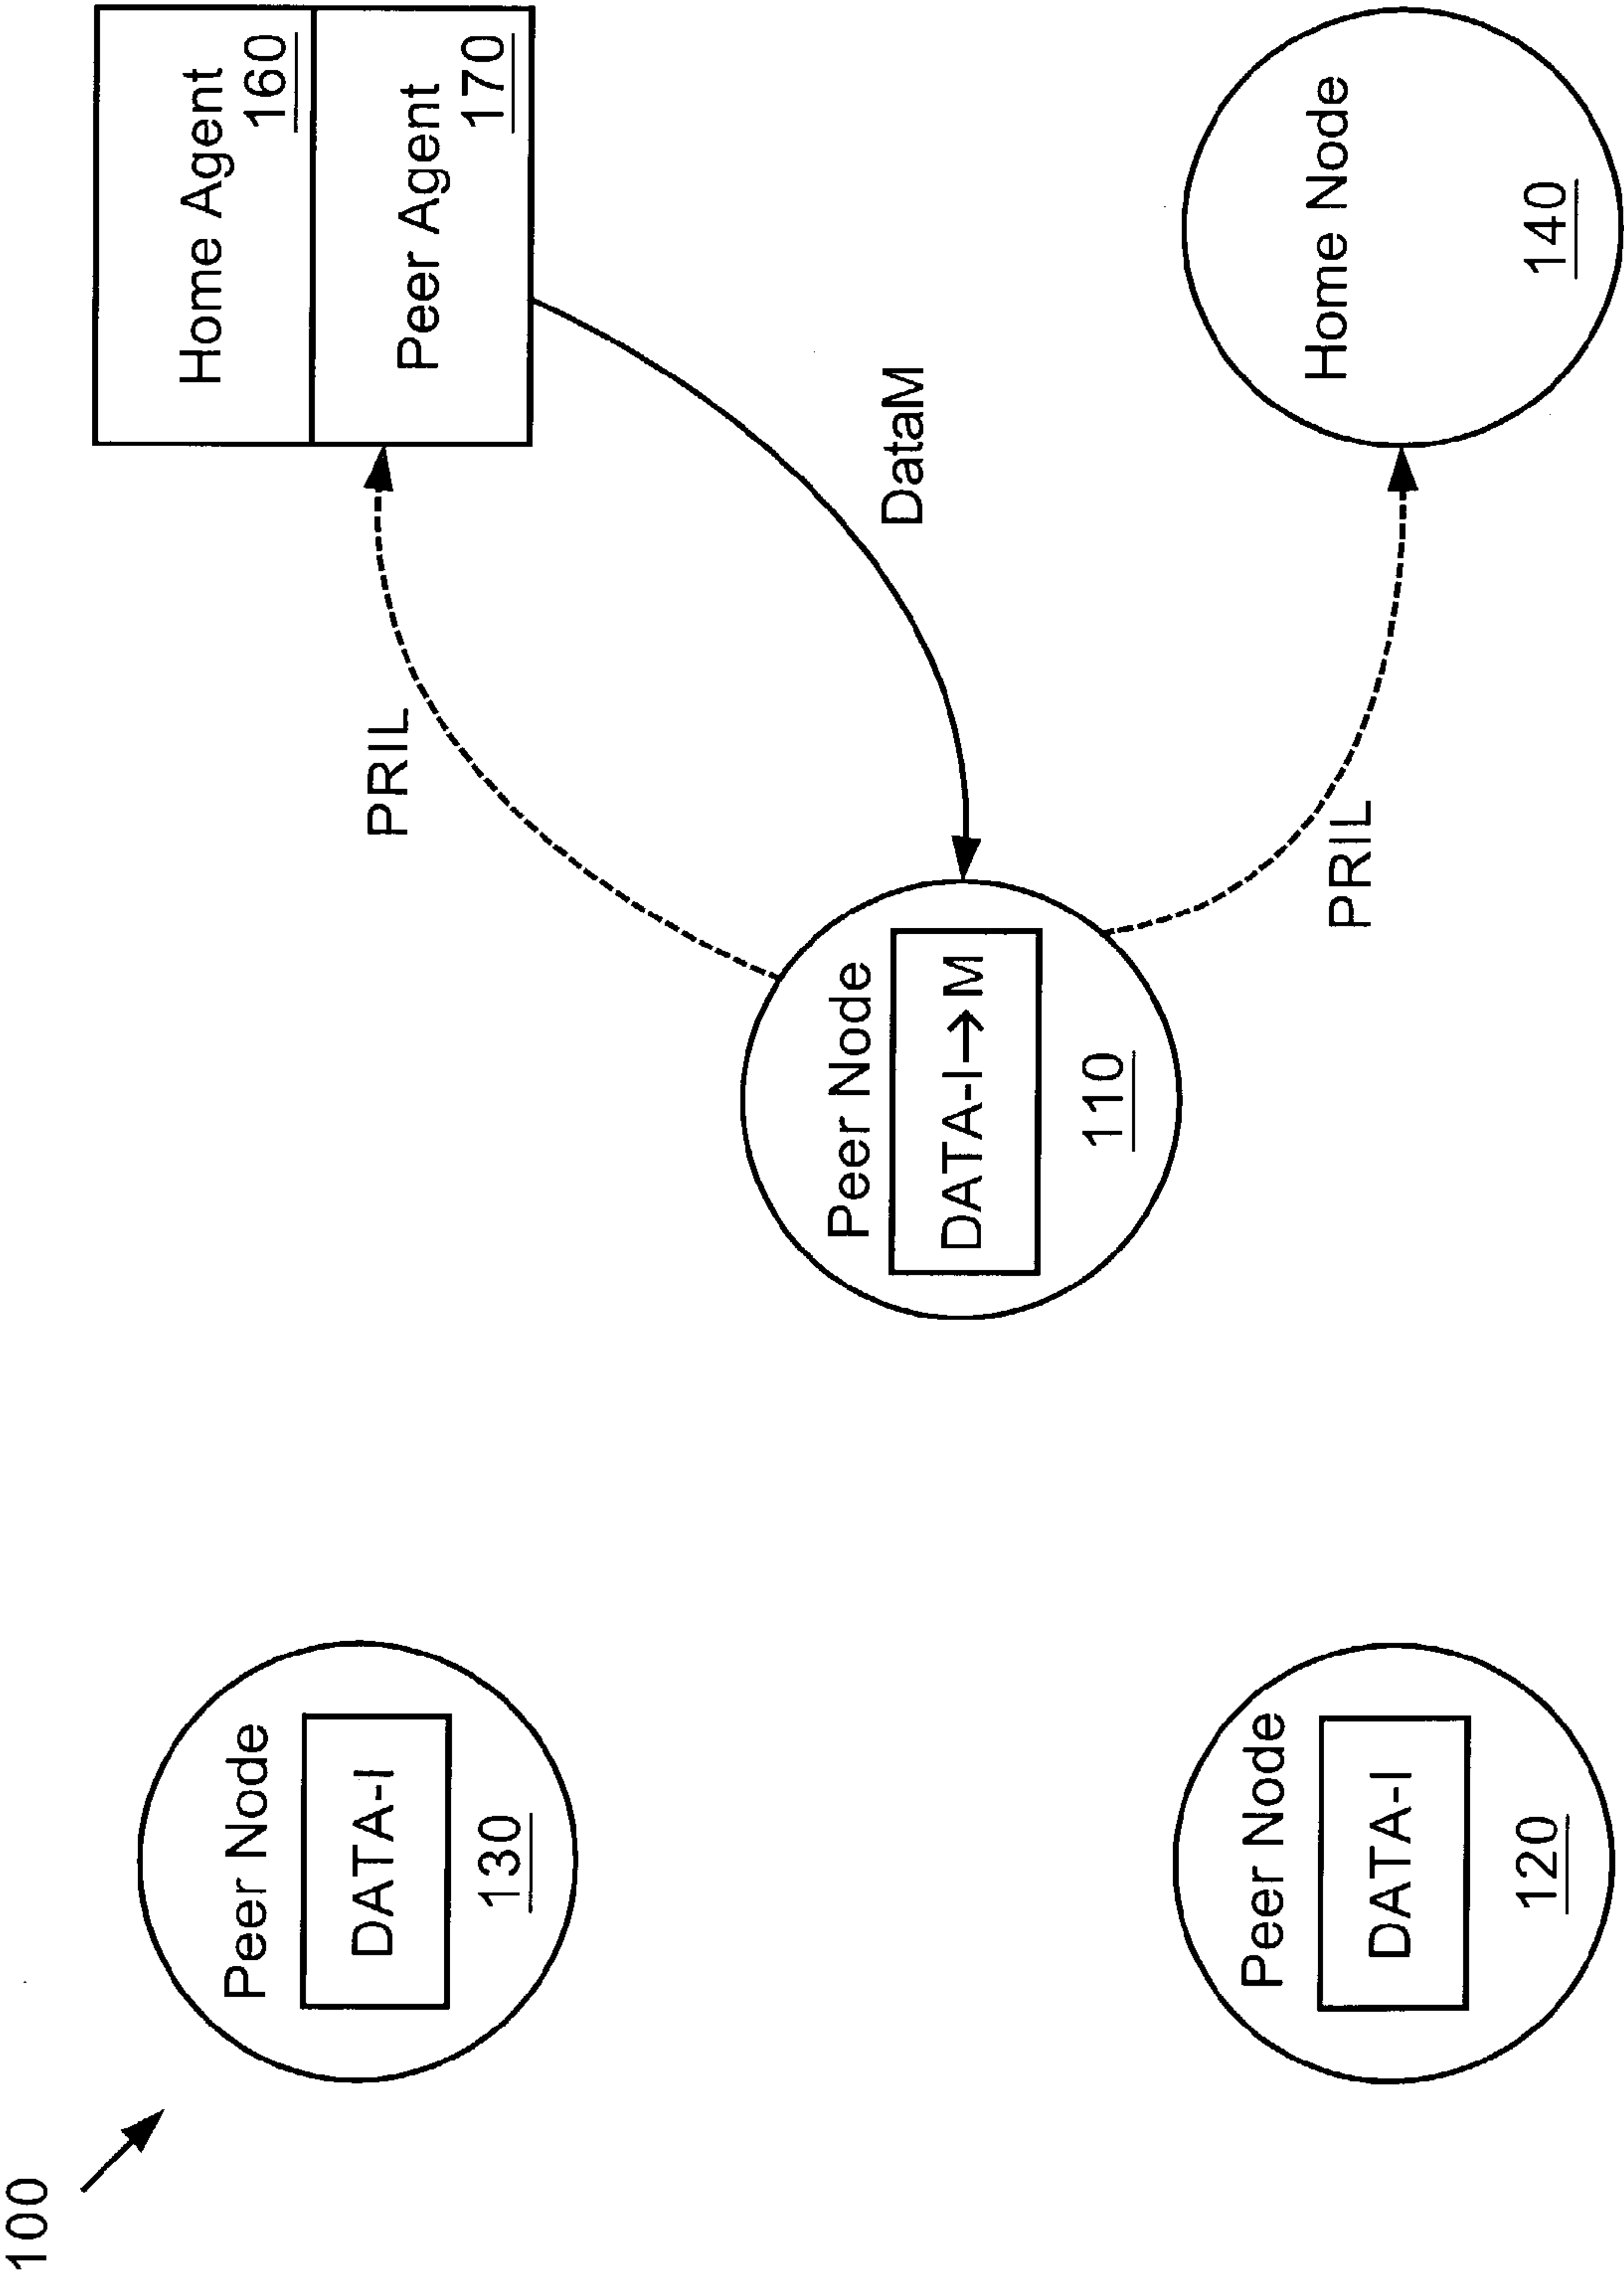 100
Peer Node
DATA-I
130
Peer Node
DATA-I
120
Peer Node
DATA-I→M
110
PRIL
DataM
PRIL
Home Agent
160
Peer Agent
170
Home Node
140